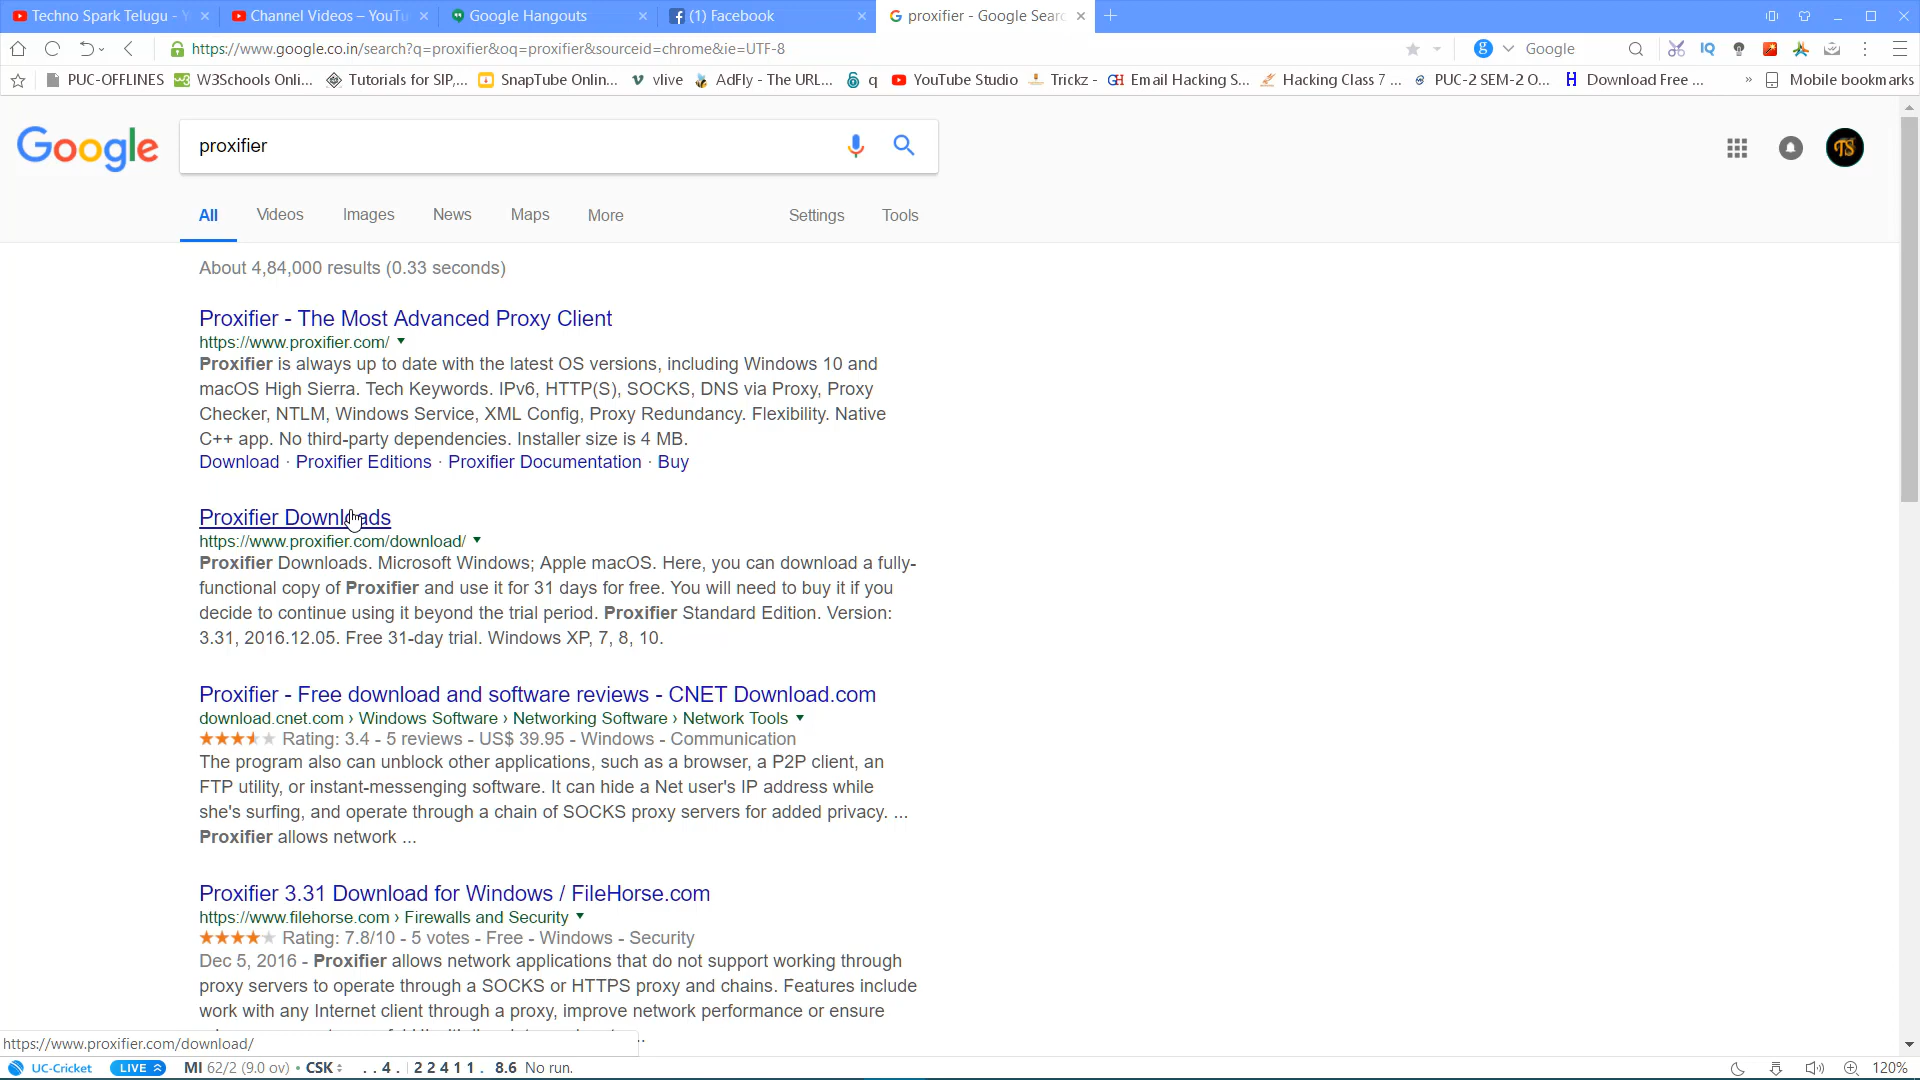 Techno Spark Telugu - Y
Channel Videos – YouTu
Google Hangouts
(1) Facebook
proxifier - Google Searc
https://www.google.co.in/search?q=proxifier&oq=proxifier&sourceid=chrome&ie=UTF-8
Google
IQ
PUC-OFFLINES
W3Schools Onli...
Tutorials for SIP,...
SnapTube Onlin...
vlive
AdFly - The URL...
q
YouTube Studio
Trickz -
Email Hacking S...
Hacking Class 7 ...
PUC-2 SEM-2 O...
Download Free ...
»
Mobile bookmarks
Google
proxifier
TS
All
Videos
Images
News
Maps
More
Settings
Tools
About 4,84,000 results (0.33 seconds)
Proxifier - The Most Advanced Proxy Client
https://www.proxifier.com/
Proxifier is always up to date with the latest OS versions, including Windows 10 and
macOS High Sierra. Tech Keywords. IPv6, HTTP(S), SOCKS, DNS via Proxy, Proxy
Checker, NTLM, Windows Service, XML Config, Proxy Redundancy. Flexibility. Native
C++ app. No third-party dependencies. Installer size is 4 MB.
Download · Proxifier Editions · Proxifier Documentation · Buy
Proxifier Downloads
https://www.proxifier.com/download/
Proxifier Downloads. Microsoft Windows; Apple macOS. Here, you can download a fully-
functional copy of Proxifier and use it for 31 days for free. You will need to buy it if you
decide to continue using it beyond the trial period. Proxifier Standard Edition. Version:
3.31, 2016.12.05. Free 31-day trial. Windows XP, 7, 8, 10.
Proxifier - Free download and software reviews - CNET Download.com
download.cnet.com › Windows Software › Networking Software › Network Tools
Rating: 3.4 - 5 reviews - US$ 39.95 - Windows - Communication
The program also can unblock other applications, such as a browser, a P2P client, an
FTP utility, or instant-messenging software. It can hide a Net user's IP address while
she's surfing, and operate through a chain of SOCKS proxy servers for added privacy. ...
Proxifier allows network ...
Proxifier 3.31 Download for Windows / FileHorse.com
https://www.filehorse.com › Firewalls and Security
Rating: 7.8/10 - 5 votes - Free - Windows - Security
Dec 5, 2016 - Proxifier allows network applications that do not support working through
proxy servers to operate through a SOCKS or HTTPS proxy and chains. Features include
work with any Internet client through a proxy, improve network performance or ensure
https://www.proxifier.com/download/
UC-Cricket
LIVE
MI 62/2 (9.0 ov) • CSK
. . 4 . | 2 2 4 1 1 . 8.6 No run.
120%